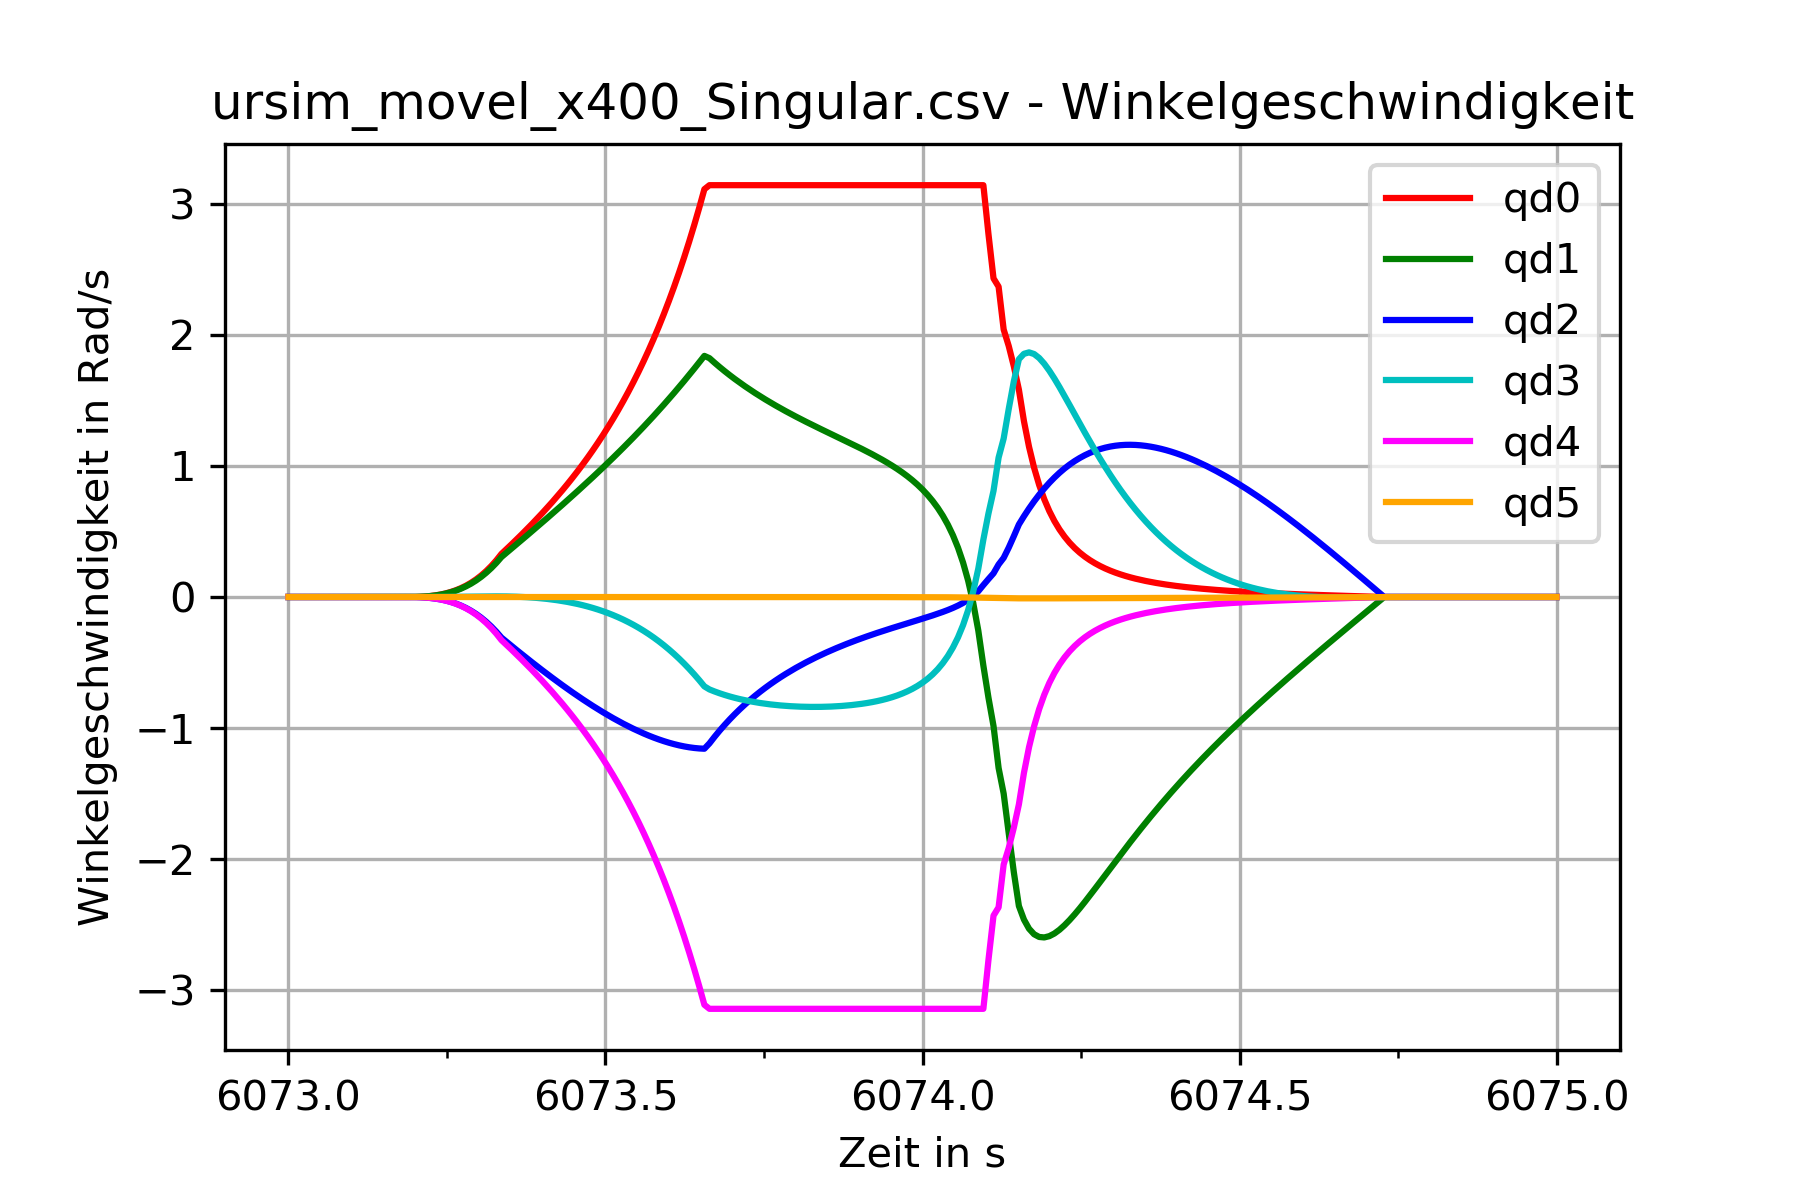 ursim_movel_x400_Singular.csv - Winkelgeschwindigkeit
Winkelgeschwindigkeit in Rad/s
3
2
1
0
−1
−2
−3
qd0
qd1
qd2
qd3
qd4
qd5
6073.0 6073.5 6074.0 6074.5 6075.0
Zeit in s